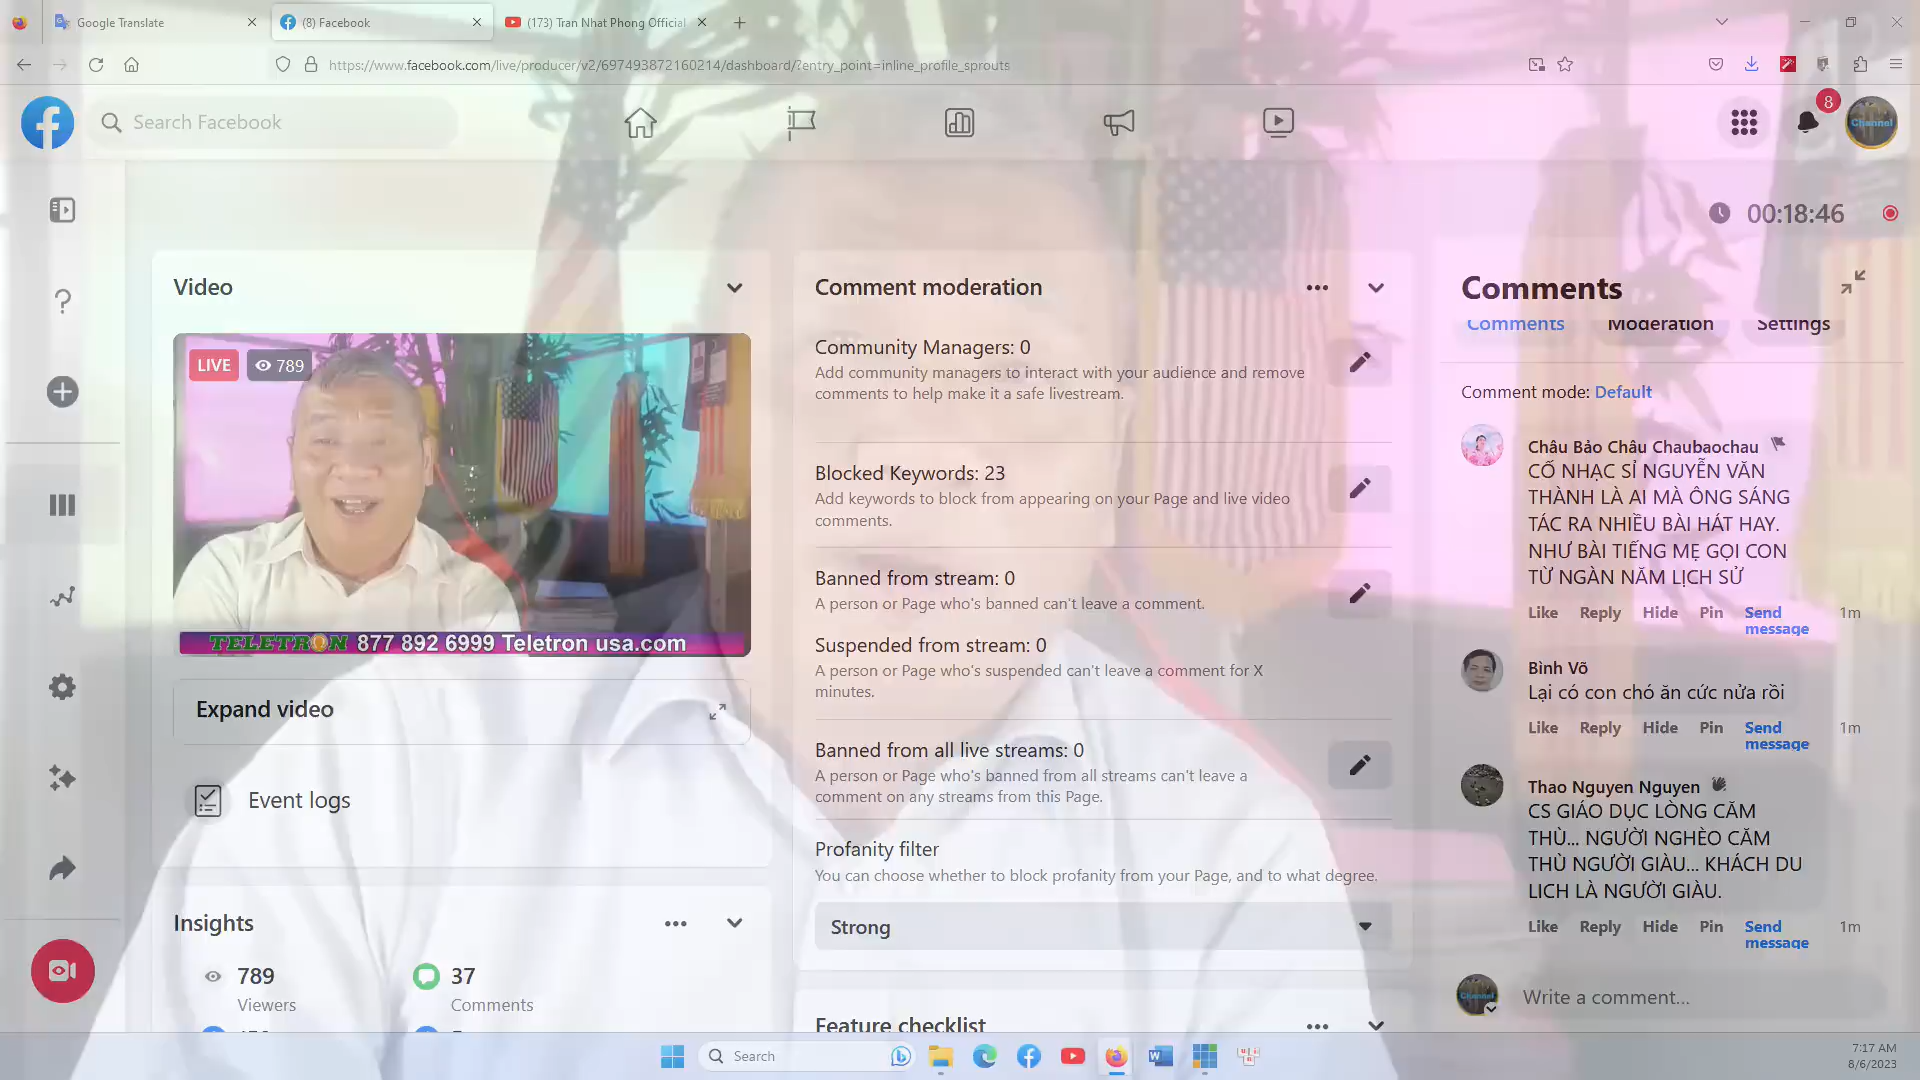 Google Translate
(8) Facebook
(173) Tran Nhat Phong Official
https://www.facebook.com/live/producer/v2/697493872160214/dashboard/?entry_point=inline_profile_sprouts
Search Facebook
8
Channel
00:18:46
Video
LIVE
789
TELETRON 877 892 6999 Teletron usa.com
Expand video
Event logs
Insights
789
Viewers
37
Comments
Comment moderation
Community Managers: 0
Add community managers to interact with your audience and remove
comments to help make it a safe livestream.
Blocked Keywords: 23
Add keywords to block from appearing on your Page and live video
comments.
Banned from stream: 0
A person or Page who's banned can't leave a comment.
Suspended from stream: 0
A person or Page who's suspended can't leave a comment for X
minutes.
Banned from all live streams: 0
A person or Page who's banned from all streams can't leave a
comment on any streams from this Page.
Profanity filter
You can choose whether to block profanity from your Page, and to what degree.
Strong
Feature checklist
Comments
Comments Moderation Settings
Comment mode: Default
Châu Bảo Châu Chaubaochau
CỐ NHẠC SỈ NGUYỄN VĂN
THÀNH LÀ AI MÀ ÔNG SÁNG
TÁC RA NHIỀU BÀI HÁT HAY.
NHƯ BÀI TIẾNG MẸ GỌI CON
TỪ NGÀN NĂM LỊCH SỬ
Like Reply Hide Pin Send message 1m
Bình Võ
Lại có con chó ăn cức nửa rồi
Like Reply Hide Pin Send message 1m
Thao Nguyen Nguyen
CS GIÁO DỤC LÒNG CĂM
THÙ... NGƯỜI NGHÈO CĂM
THÙ NGƯỜI GIÀU... KHÁCH DU
LICH LÀ NGƯỜI GIÀU.
Like Reply Hide Pin Send message 1m
Channel
Write a comment...
Search
7:17 AM
8/6/2023